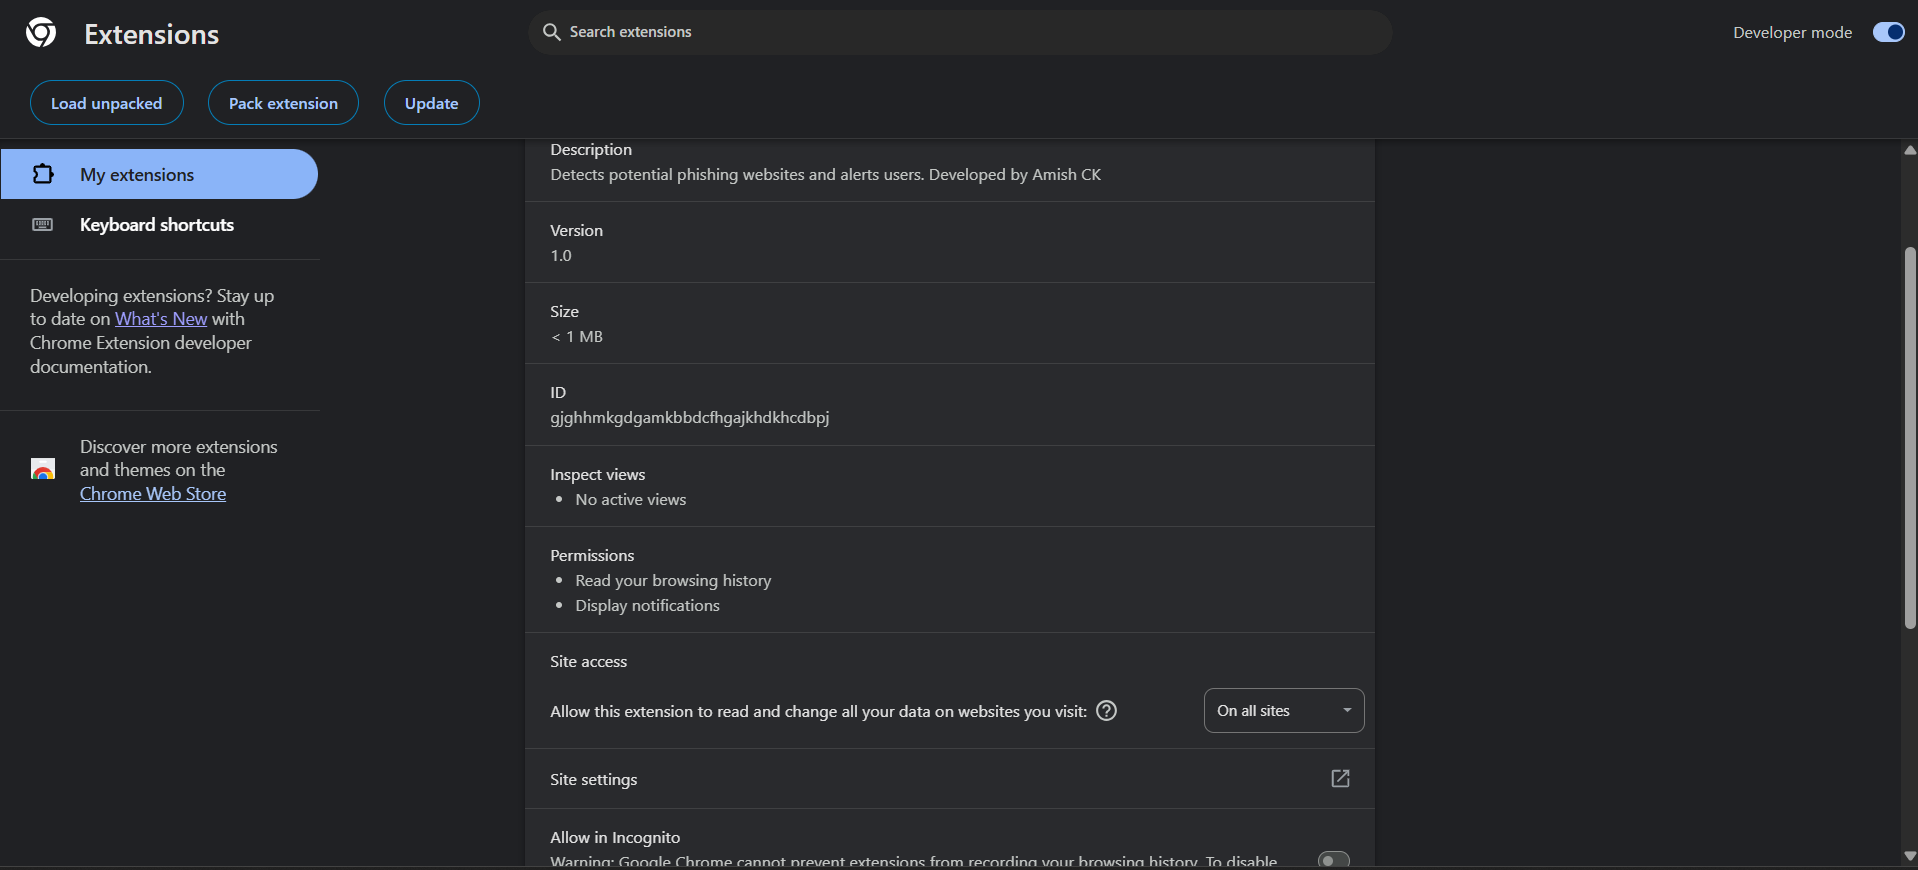 Extensions
Search extensions
Developer mode
Load unpacked
Pack extension
Update
My extensions
Keyboard shortcuts
Developing extensions? Stay up
to date on What's New with
Chrome Extension developer
documentation.
Discover more extensions
and themes on the
Chrome Web Store
Description
Detects potential phishing websites and alerts users. Developed by Amish CK
Version
1.0
Size
< 1 MB
ID
gjghhmkgdgamkbbdcfhgajkhdkhcdbpj
Inspect views
• No active views
Permissions
• Read your browsing history
• Display notifications
Site access
Allow this extension to read and change all your data on websites you visit:
On all sites
Site settings
Allow in Incognito
Warning: Google Chrome cannot prevent extensions from recording your browsing history. To disable